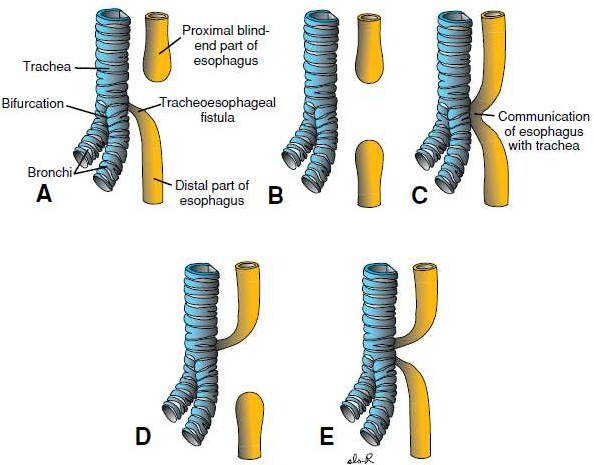 Proximal blind-
end part of
esophagus
Trachea
Bifurcation
Tracheoesophageal
fistula
Communication
of esophagus
with trachea
Bronchi
Distal part of
esophagus
A
B
C
D
E
els-R